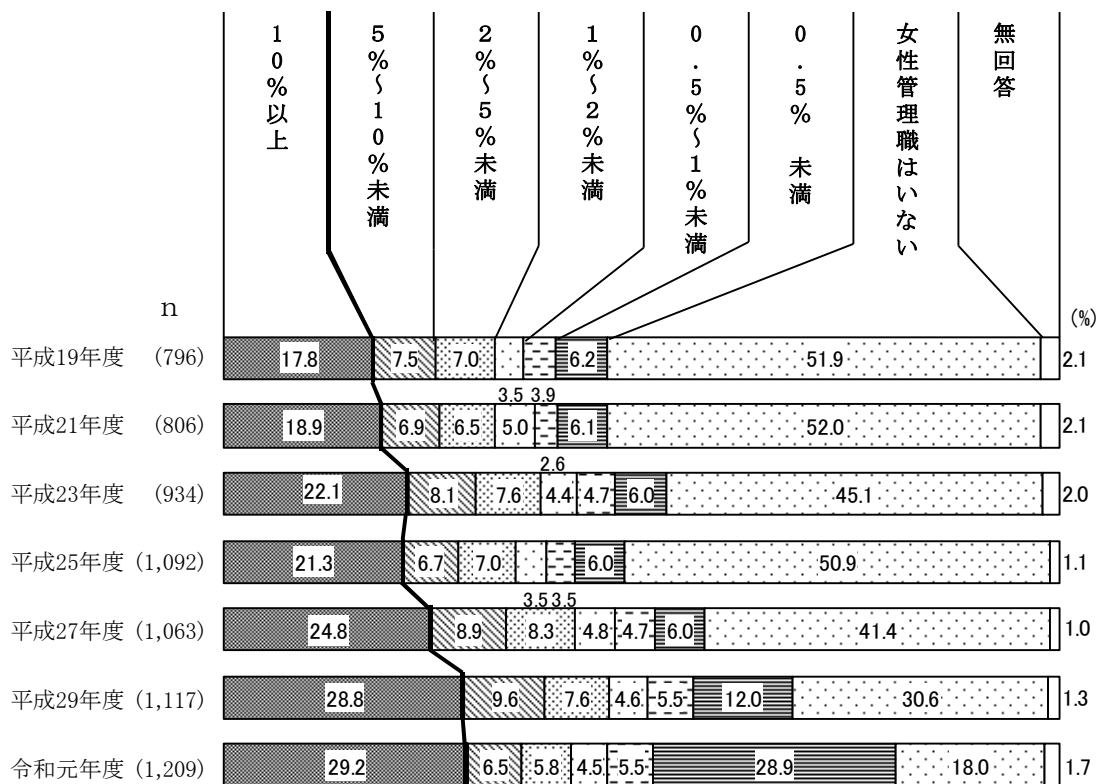 10%以上
5%~10%未満
2%~5%未満
1%~2%未満
0.5%~1%未満
0.5% 未満
女性管理職はいない
無回答
n
(%)
平成19年度 (796) 17.8 7.5 7.0 6.2 51.9 2.1
3.5 3.9
平成21年度 (806) 18.9 6.9 6.5 5.0 6.1 52.0 2.1
2.6
平成23年度 (934) 22.1 8.1 7.6 4.4 4.7 6.0 45.1 2.0
平成25年度 (1,092) 21.3 6.7 7.0 6.0 50.9 1.1
3.5 3.5
平成27年度 (1,063) 24.8 8.9 8.3 4.8 4.7 6.0 41.4 1.0
平成29年度 (1,117) 28.8 9.6 7.6 4.6 5.5 12.0 30.6 1.3
令和元年度 (1,209) 29.2 6.5 5.8 4.5 5.5 28.9 18.0 1.7